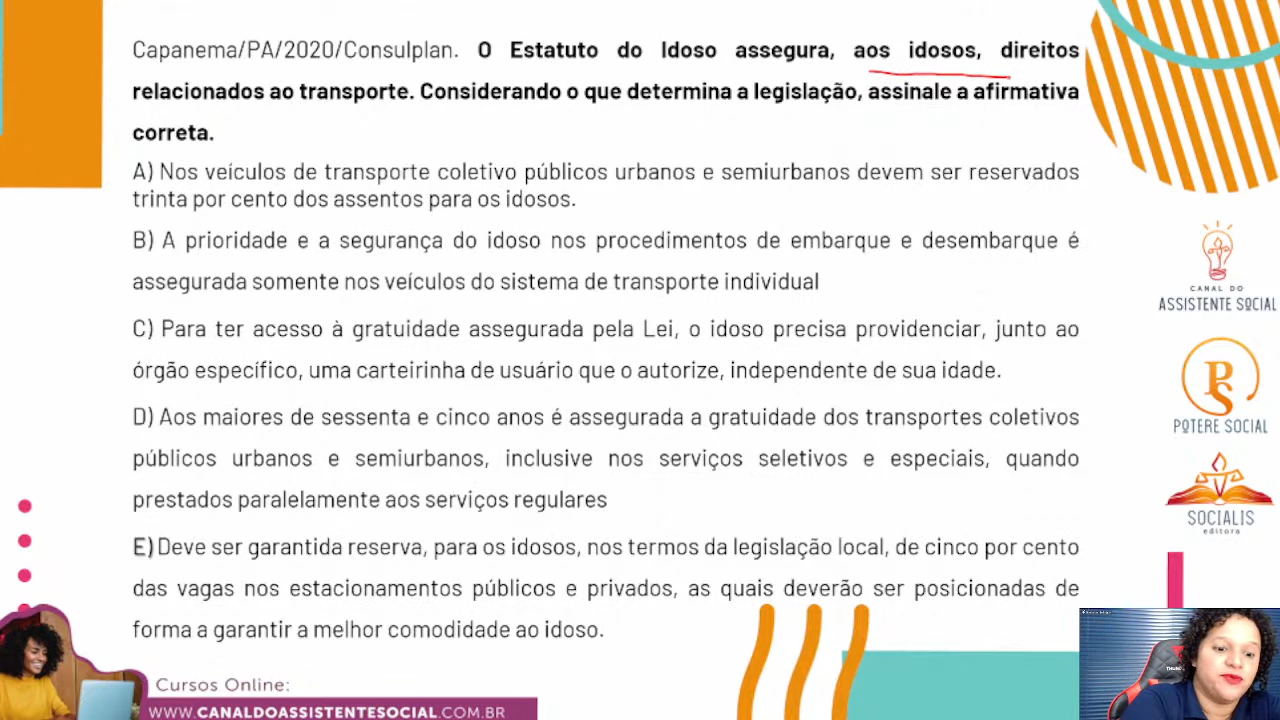 Capanema/PA/2020/Consulplan. O Estatuto do Idoso assegura, aos idosos, direitos
relacionados ao transporte. Considerando o que determina a legislação, assinale a afirmativa
correta.
A) Nos veículos de transporte coletivo públicos urbanos e semiurbanos devem ser reservados
trinta por cento dos assentos para os idosos.
B) A prioridade e a segurança do idoso nos procedimentos de embarque e desembarque é
assegurada somente nos veículos do sistema de transporte individual
C) Para ter acesso à gratuidade assegurada pela Lei, o idoso precisa providenciar, junto ao
órgão específico, uma carteirinha de usuário que o autorize, independente de sua idade.
D) Aos maiores de sessenta e cinco anos é assegurada a gratuidade dos transportes coletivos
públicos urbanos e semiurbanos, inclusive nos serviços seletivos e especiais, quando
prestados paralelamente aos serviços regulares
E) Deve ser garantida reserva, para os idosos, nos termos da legislação local, de cinco por cento
das vagas nos estacionamentos públicos e privados, as quais deverão ser posicionadas de
forma a garantir a melhor comodidade ao idoso.
CANAL DO
ASSISTENTE SOCIAL
PS
POTERE SOCIAL
SOCIALIS
editora
Cursos Online:
WWW.CANALDOASSISTENTESOCIAL.COM.BR